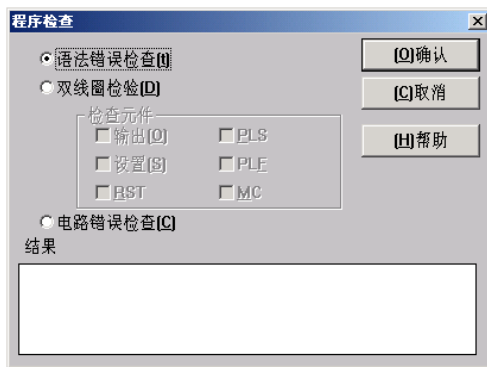 程序检查
语法错误检查(t)
双线圈检验(D)
检查元件
输出(O) PLS
设置(S) PLF
RST MC
电路错误检查(C)
结果
(O)确认
(C)取消
(H)帮助